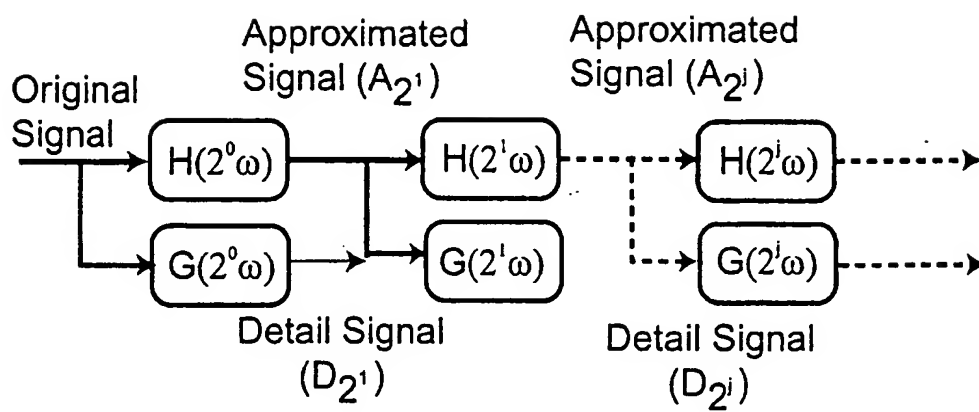 Approximated
Signal (A₂¹)
Approximated
Signal (A₂ʲ)
Original
Signal
H(2⁰ω)
H(2¹ω)
H(2ʲω)
G(2⁰ω)
G(2¹ω)
G(2ʲω)
Detail Signal
(D₂¹)
Detail Signal
(D₂ʲ)